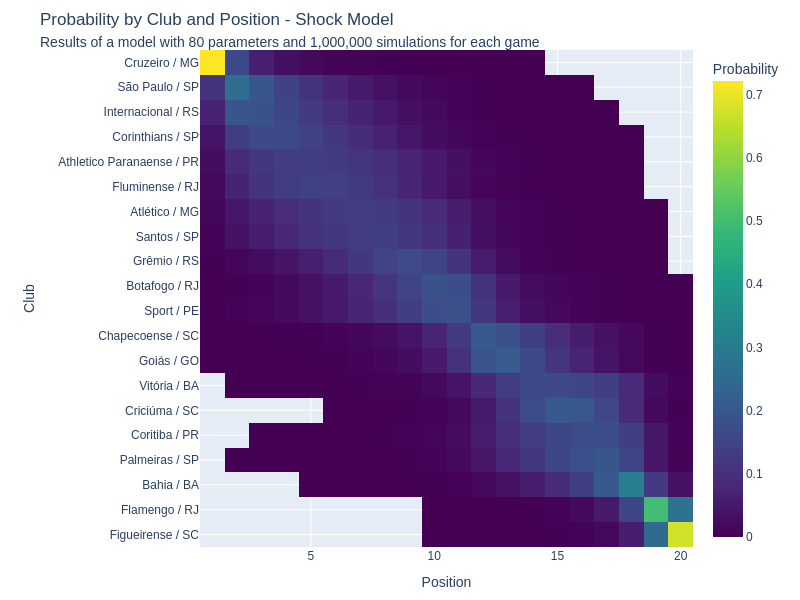 Probability by Club and Position - Shock Model
Results of a model with 80 parameters and 1,000,000 simulations for each game
Probability
Club
Cruzeiro / MG
São Paulo / SP
Internacional / RS
Corinthians / SP
Athletico Paranaense / PR
Fluminense / RJ
Atlético / MG
Santos / SP
Grêmio / RS
Botafogo / RJ
Sport / PE
Chapecoense / SC
Goiás / GO
Vitória / BA
Criciúma / SC
Coritiba / PR
Palmeiras / SP
Bahia / BA
Flamengo / RJ
Figueirense / SC
0.7
0.6
0.5
0.4
0.3
0.2
0.1
0
5
10
15
20
Position